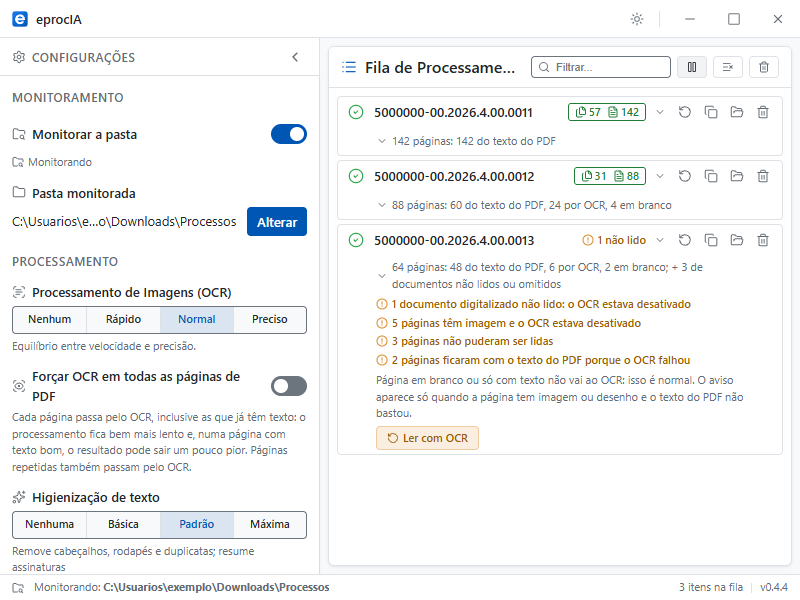 eprocIA
CONFIGURAÇÕES
MONITORAMENTO
Monitorar a pasta
Monitorando
Pasta monitorada
C:\Usuarios\e...o\Downloads\Processos
Alterar
PROCESSAMENTO
Processamento de Imagens (OCR)
Nenhum Rápido Normal Preciso
Equilíbrio entre velocidade e precisão.
Forçar OCR em todas as páginas de
PDF
Cada página passa pelo OCR, inclusive as que já têm texto: o
processamento fica bem mais lento e, numa página com
texto bom, o resultado pode sair um pouco pior. Páginas
repetidas também passam pelo OCR.
Higienização de texto
Nenhuma Básica Padrão Máxima
Remove cabeçalhos, rodapés e duplicatas; resume
assinaturas
Fila de Processame...
Filtrar...
5000000-00.2026.4.00.0011
57 142
142 páginas: 142 do texto do PDF
5000000-00.2026.4.00.0012
31 88
88 páginas: 60 do texto do PDF, 24 por OCR, 4 em branco
5000000-00.2026.4.00.0013
1 não lido
64 páginas: 48 do texto do PDF, 6 por OCR, 2 em branco; + 3 de
documentos não lidos ou omitidos
1 documento digitalizado não lido: o OCR estava desativado
5 páginas têm imagem e o OCR estava desativado
3 páginas não puderam ser lidas
2 páginas ficaram com o texto do PDF porque o OCR falhou
Página em branco ou só com texto não vai ao OCR: isso é normal. O aviso
aparece só quando a página tem imagem ou desenho e o texto do PDF não
bastou.
Ler com OCR
Monitorando: C:\Usuarios\exemplo\Downloads\Processos
3 itens na fila
v0.4.4